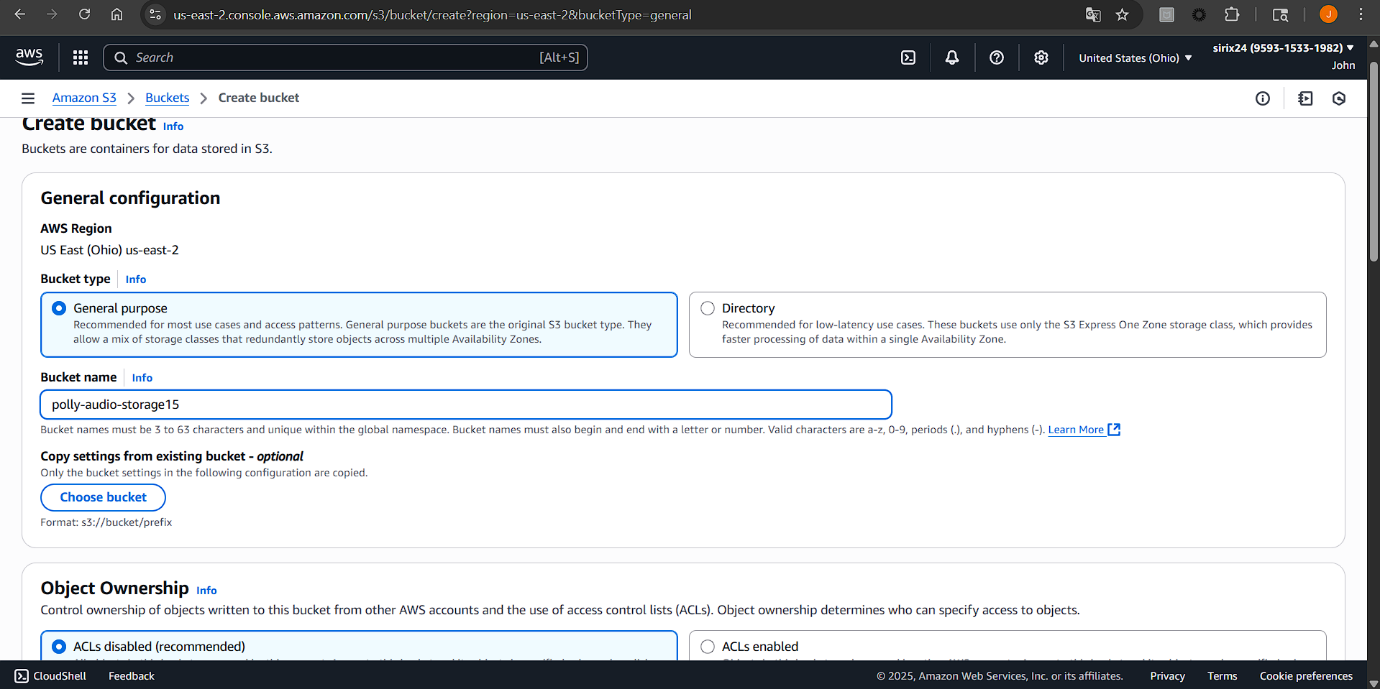 us-east-2.console.aws.amazon.com/s3/bucket/create?region=us-east-2&bucketType=general
J
aws
Search
[Alt+S]
United States (Ohio) ▼
sirix24 (9593-1533-1982) ▼
John
Amazon S3 > Buckets > Create bucket
Create bucket Info
Buckets are containers for data stored in S3.
General configuration
AWS Region
US East (Ohio) us-east-2
Bucket type Info
General purpose
Recommended for most use cases and access patterns. General purpose buckets are the original S3 bucket type. They
allow a mix of storage classes that redundantly store objects across multiple Availability Zones.
Directory
Recommended for low-latency use cases. These buckets use only the S3 Express One Zone storage class, which provides
faster processing of data within a single Availability Zone.
Bucket name Info
polly-audio-storage15
Bucket names must be 3 to 63 characters and unique within the global namespace. Bucket names must also begin and end with a letter or number. Valid characters are a-z, 0-9, periods (.), and hyphens (-). Learn More
Copy settings from existing bucket - optional
Only the bucket settings in the following configuration are copied.
Choose bucket
Format: s3://bucket/prefix
Object Ownership Info
Control ownership of objects written to this bucket from other AWS accounts and the use of access control lists (ACLs). Object ownership determines who can specify access to objects.
ACLs disabled (recommended)
ACLs enabled
CloudShell
Feedback
© 2025, Amazon Web Services, Inc. or its affiliates.
Privacy
Terms
Cookie preferences